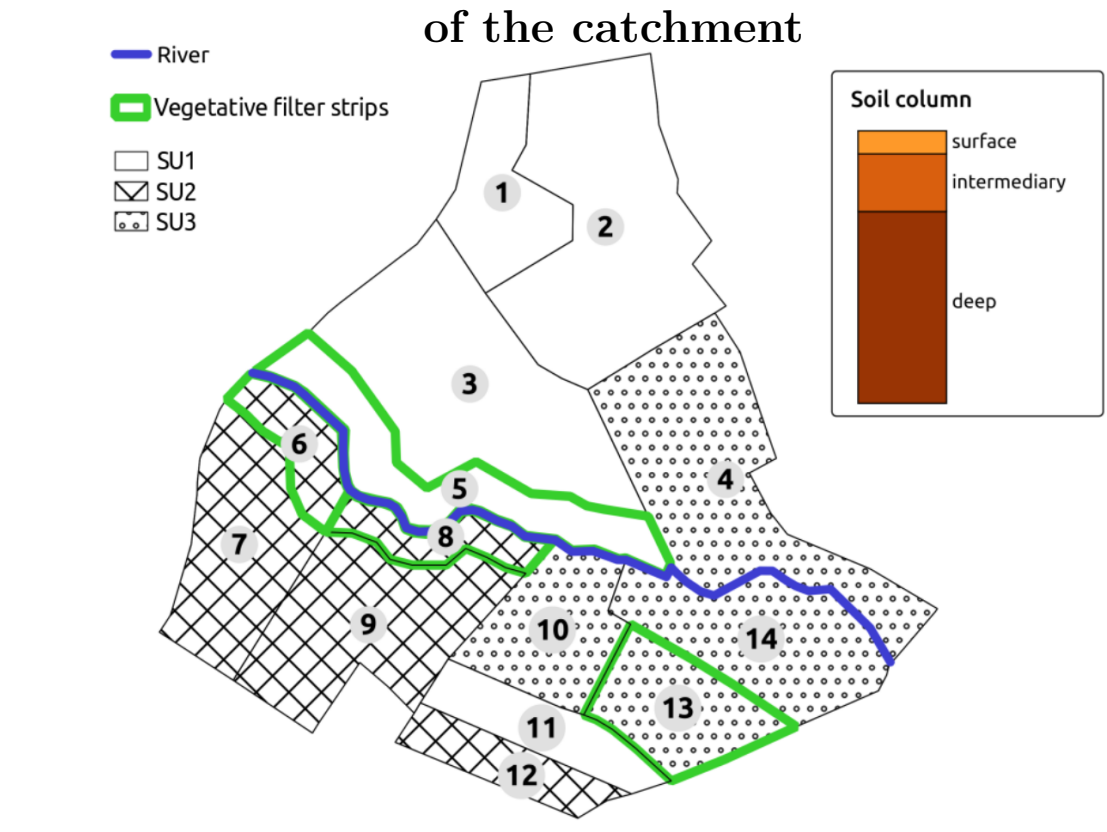 of the catchment
River
Vegetative filter strips
SU1
SU2
SU3
Soil column
surface
intermediary
deep
1
2
3
4
5
6
7
8
9
10
11
12
13
14